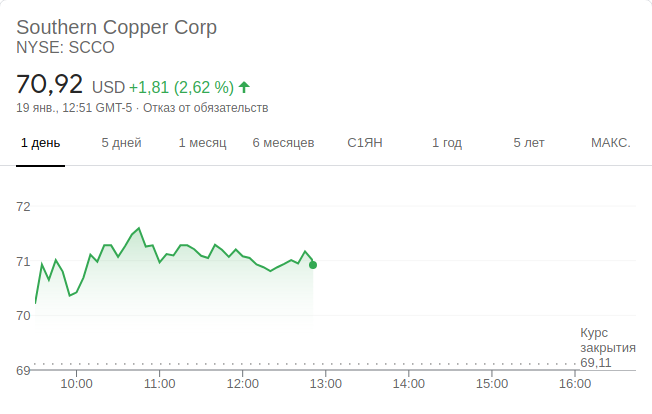 Southern Copper Corp
NYSE: SCCO
70,92 USD +1,81 (2,62 %)
19 янв., 12:51 GMT-5 · Отказ от обязательств
1 день 5 дней 1 месяц 6 месяцев С1ЯН 1 год 5 лет МАКС.
72
71
70
Курс
закрытия
69,11
69
10:00 11:00 12:00 13:00 14:00 15:00 16:00